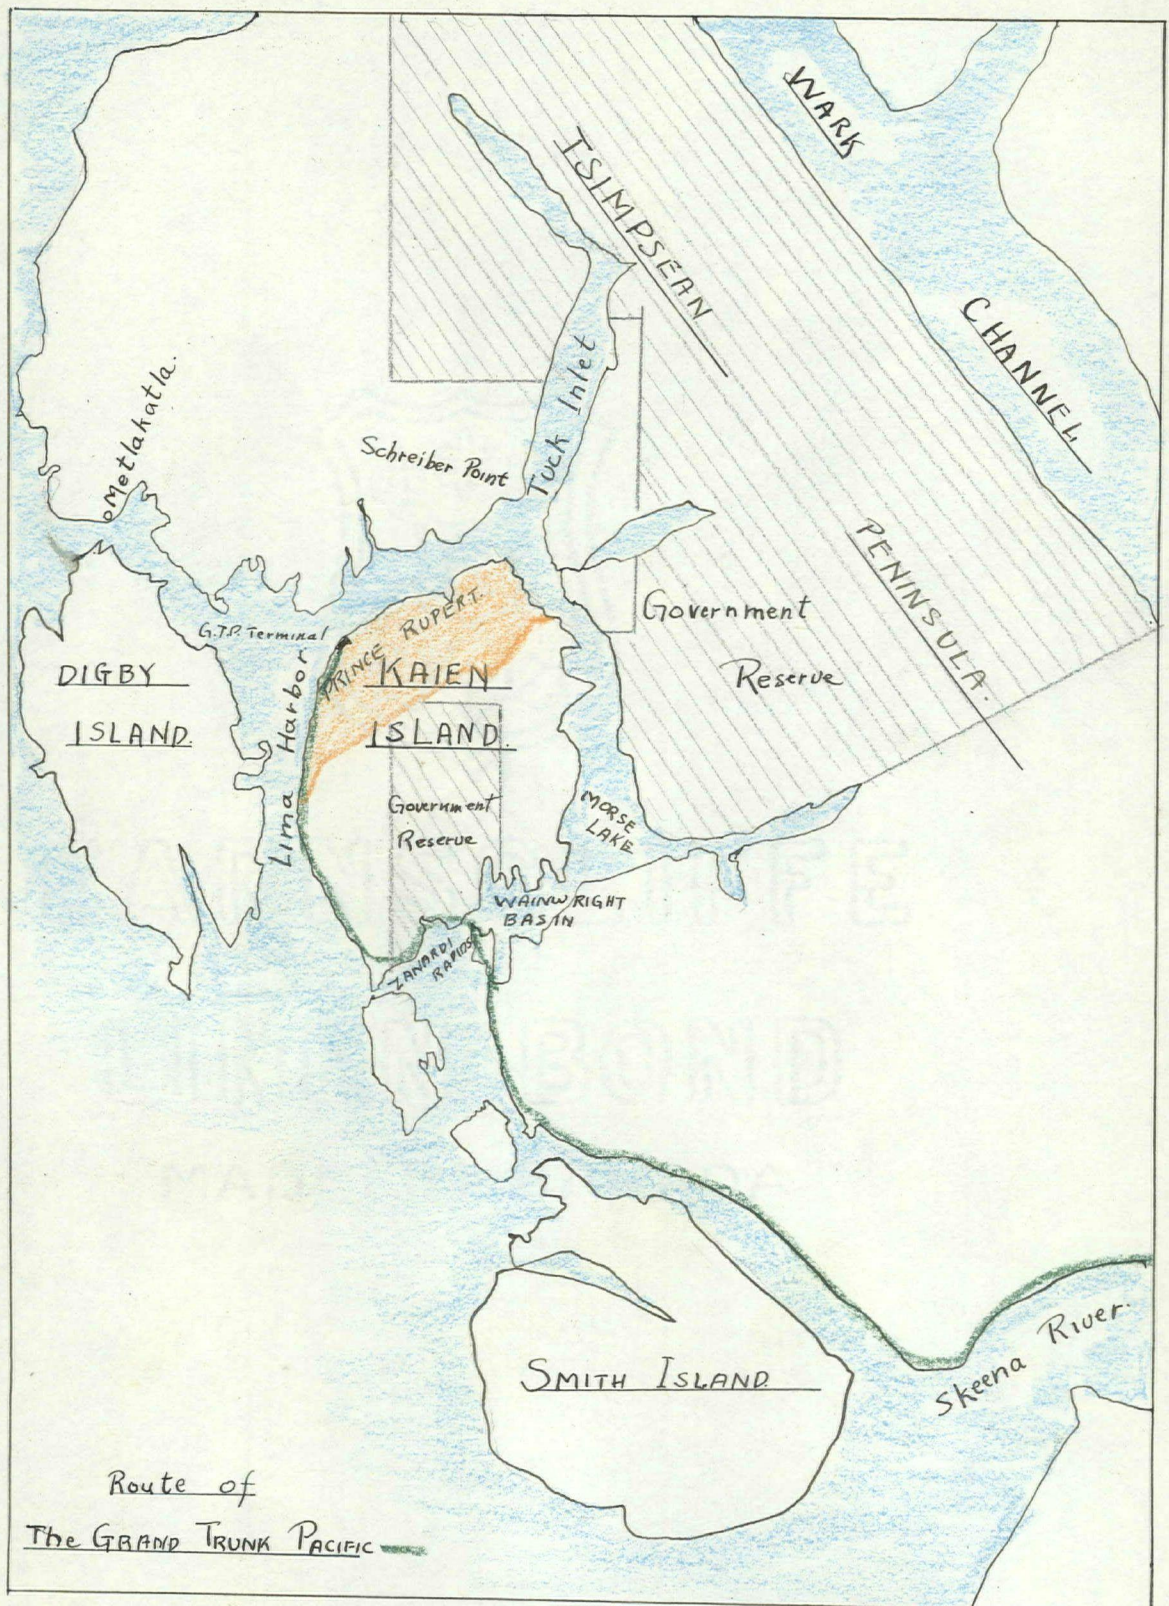 WARK
CHANNEL
TSIMPSEAN
PENINSULA.
Tuck Inlet
oMetlakatla.
Schreiber Point
Government
Reserve
G.T.P. Terminal
PRINCE RUPERT.
KAIEN
ISLAND.
DIGBY
ISLAND.
Lima Harbor
Government
Reserve
MORSE
LAKE
WAINWRIGHT
BASIN
ZANARDI
RAPIDS
Skeena River.
SMITH ISLAND
Route of
The GRAND TRUNK PACIFIC